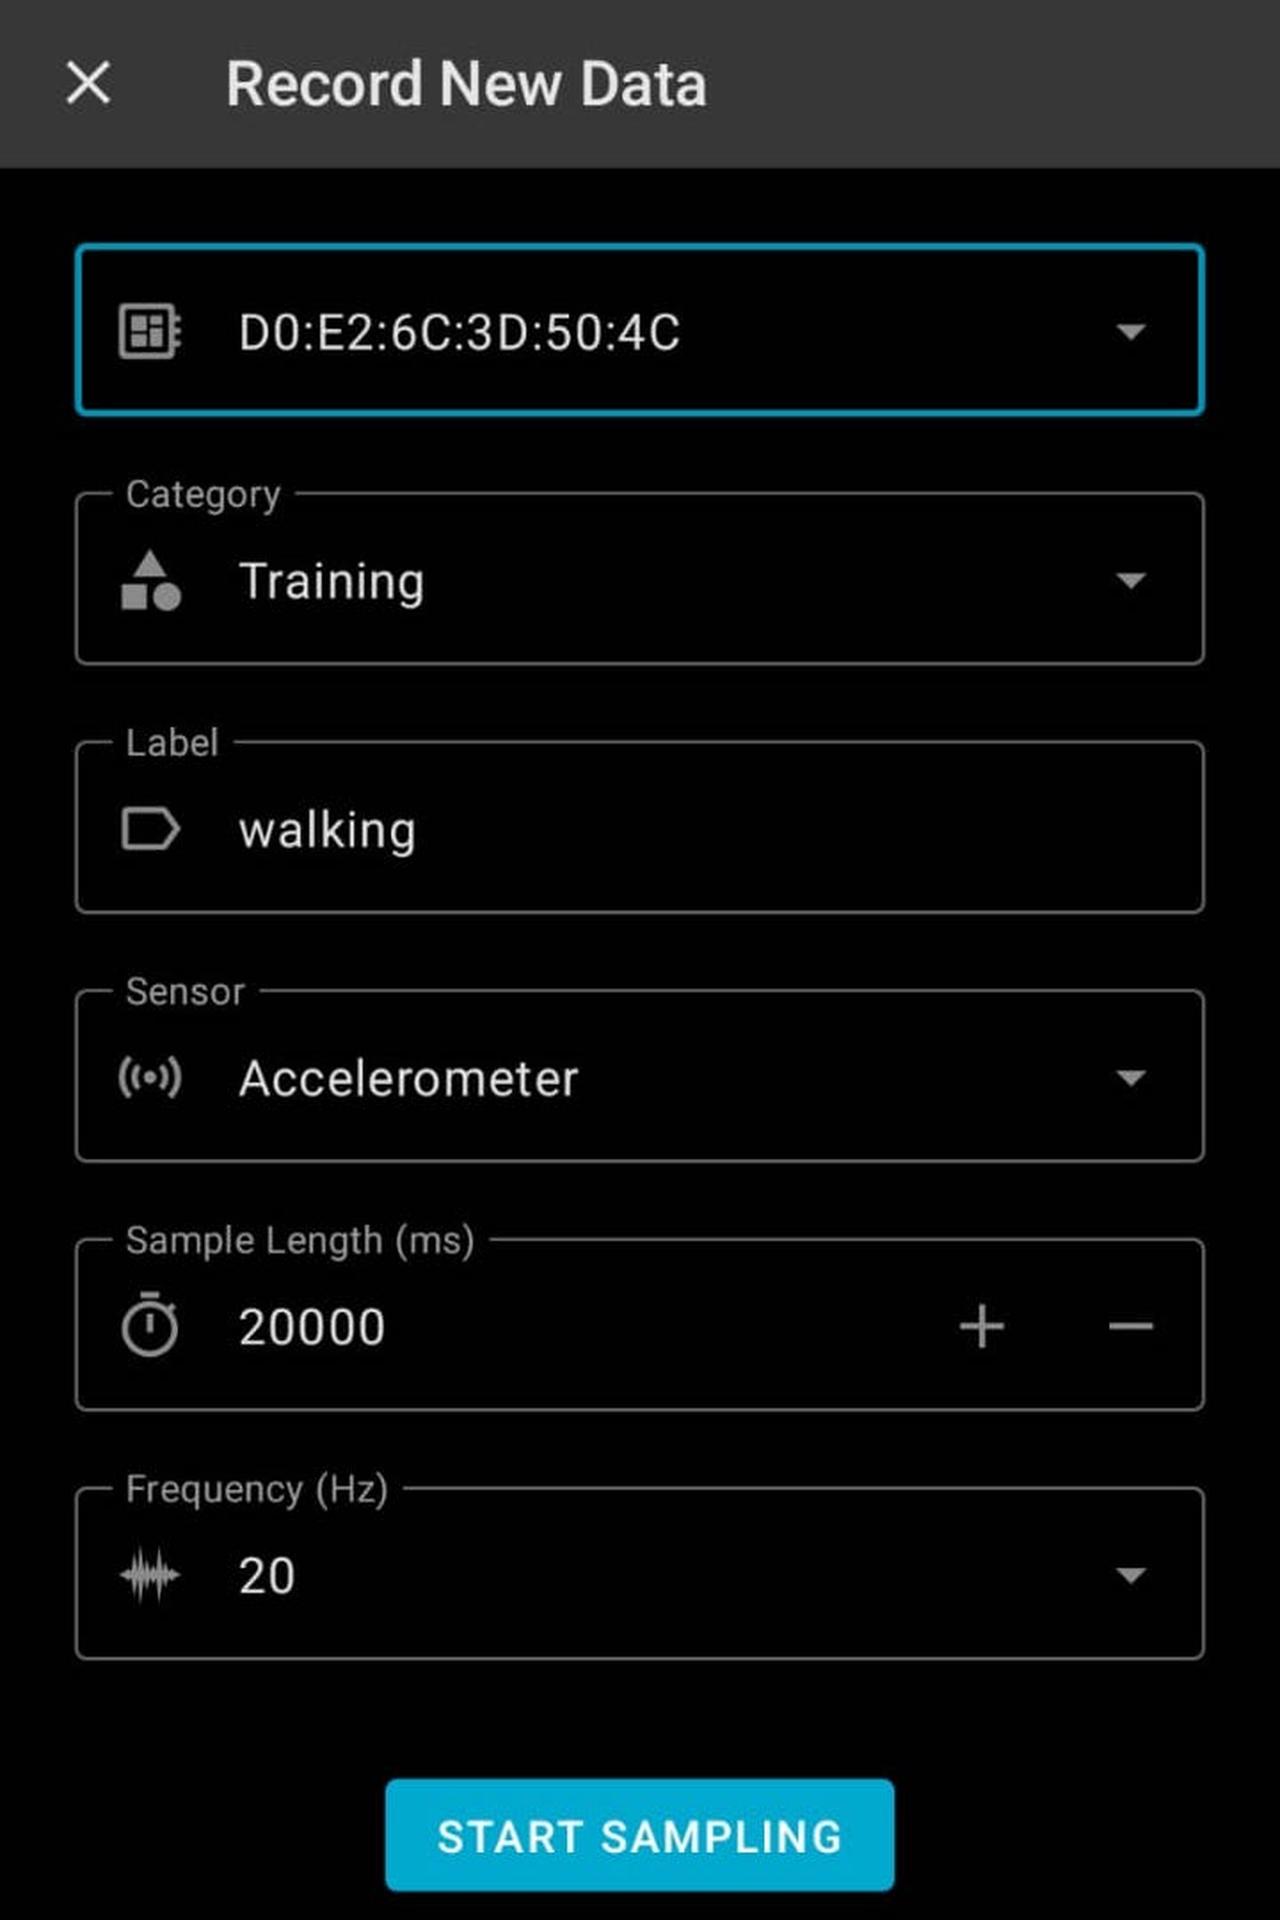 Record New Data
D0:E2:6C:3D:50:4C
Category
Training
Label
walking
Sensor
Accelerometer
Sample Length (ms)
20000
Frequency (Hz)
20
START SAMPLING